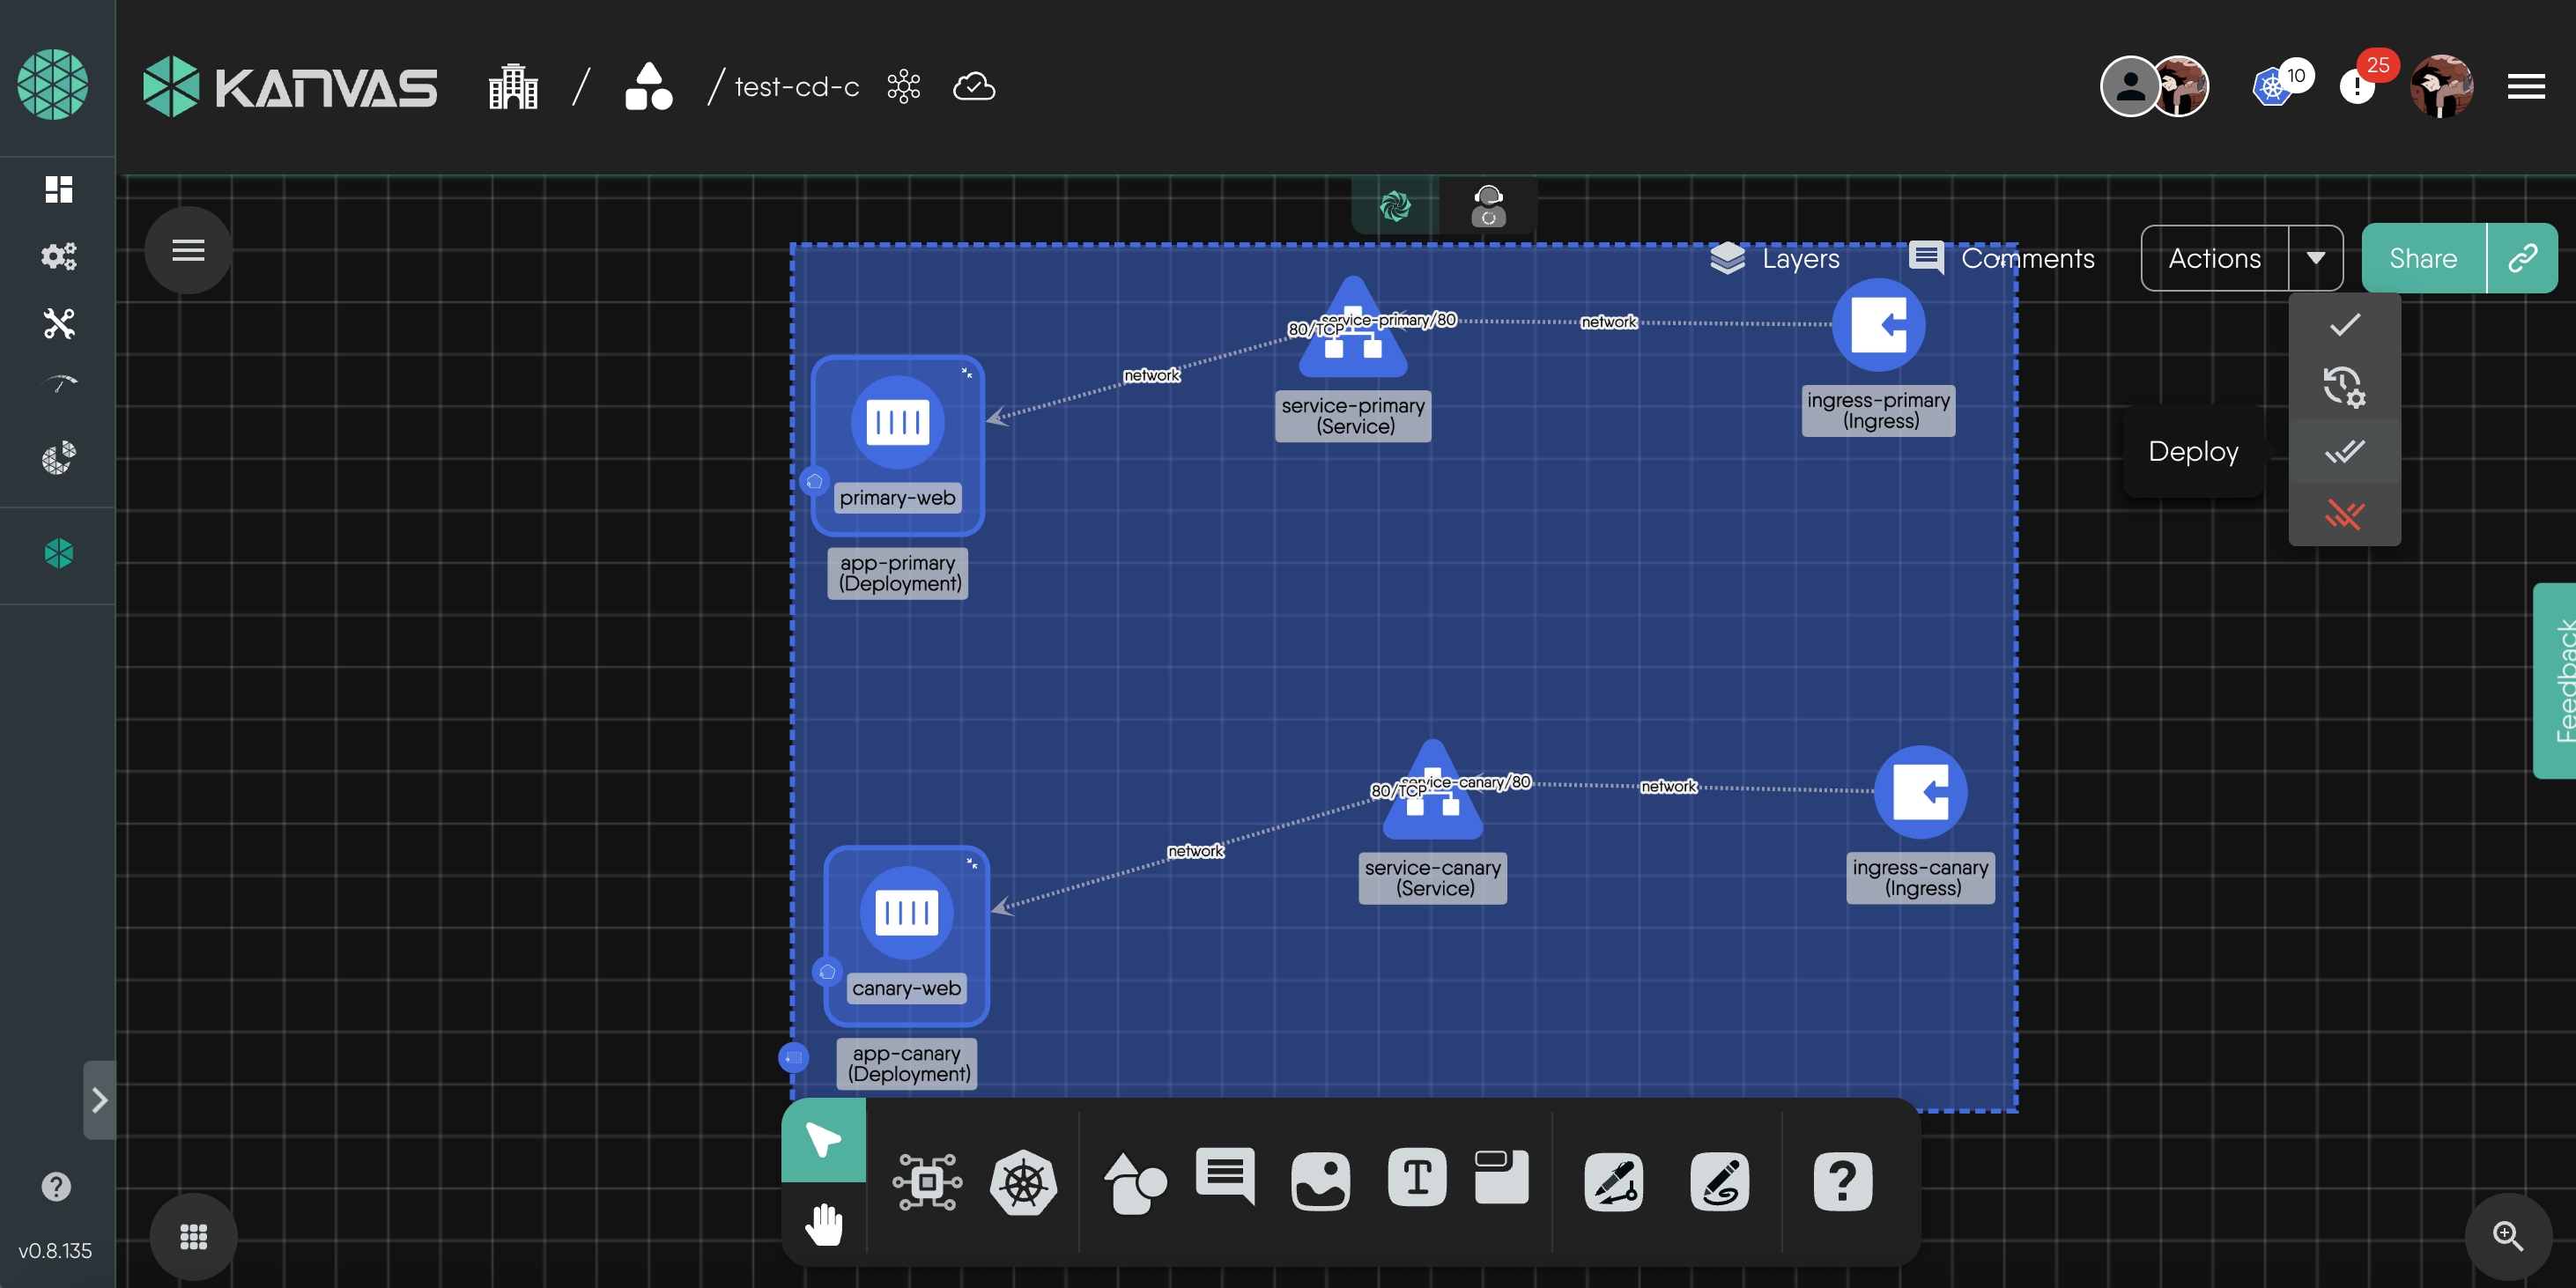 KANVAS
/ / test-cd-c
10
25
Layers
Comments
Actions
Share
Deploy
service-primary/80
80/TCP
network
network
service-primary
(Service)
ingress-primary
(Ingress)
primary-web
app-primary
(Deployment)
Feedback
service-canary/80
80/TCP
network
network
service-canary
(Service)
ingress-canary
(Ingress)
canary-web
app-canary
(Deployment)
T
?
?
v0.8.135